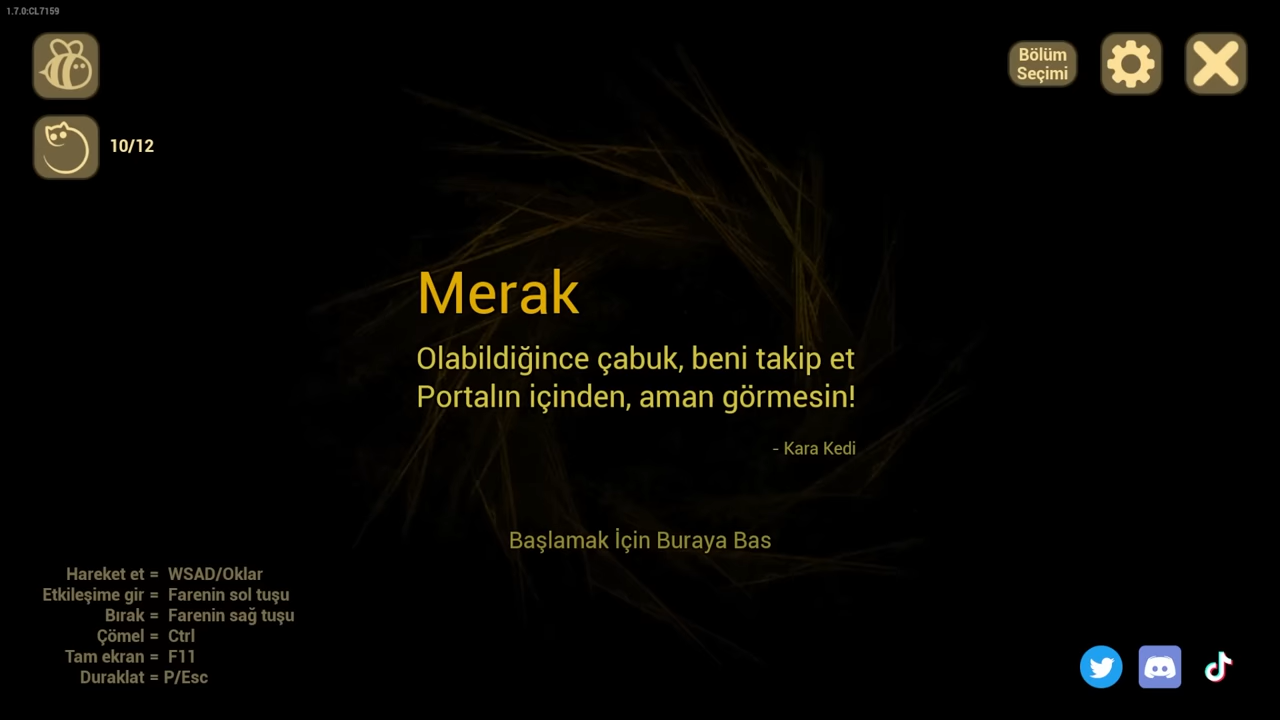 1.7.0:CL7159
Bölüm
Seçimi
10/12
Merak
Olabildiğince çabuk, beni takip et
Portalın içinden, aman görmesin!
- Kara Kedi
Başlamak İçin Buraya Bas
Hareket et = WSAD/Oklar
Etkileşime gir = Farenin sol tuşu
Bırak = Farenin sağ tuşu
Çömel = Ctrl
Tam ekran = F11
Duraklat = P/Esc